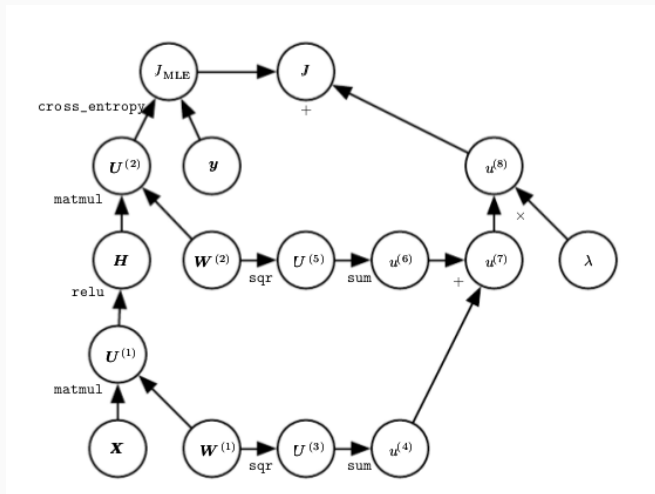 J_MLE J
cross_entropy +
U^(2) y u^(8)
matmul ×
H W^(2) U^(5) u^(6) u^(7) λ
sqr sum +
relu
U^(1)
matmul
X W^(1) U^(3) u^(4)
sqr sum